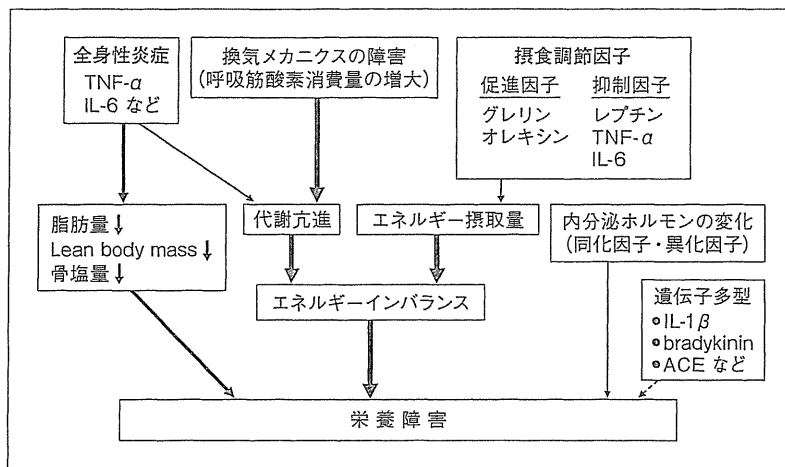 全身性炎症
TNF-α
IL-6 など
換気メカニクスの障害
(呼吸筋酸素消費量の増大)
摂食調節因子
促進因子 抑制因子
グレリン レプチン
オレキシン TNF-α
IL-6
脂肪量↓
Lean body mass↓
骨塩量↓
代謝亢進
エネルギー摂取量
内分泌ホルモンの変化
(同化因子・異化因子)
エネルギーインバランス
遺伝子多型
IL-1β
bradykinin
ACE など
栄養障害